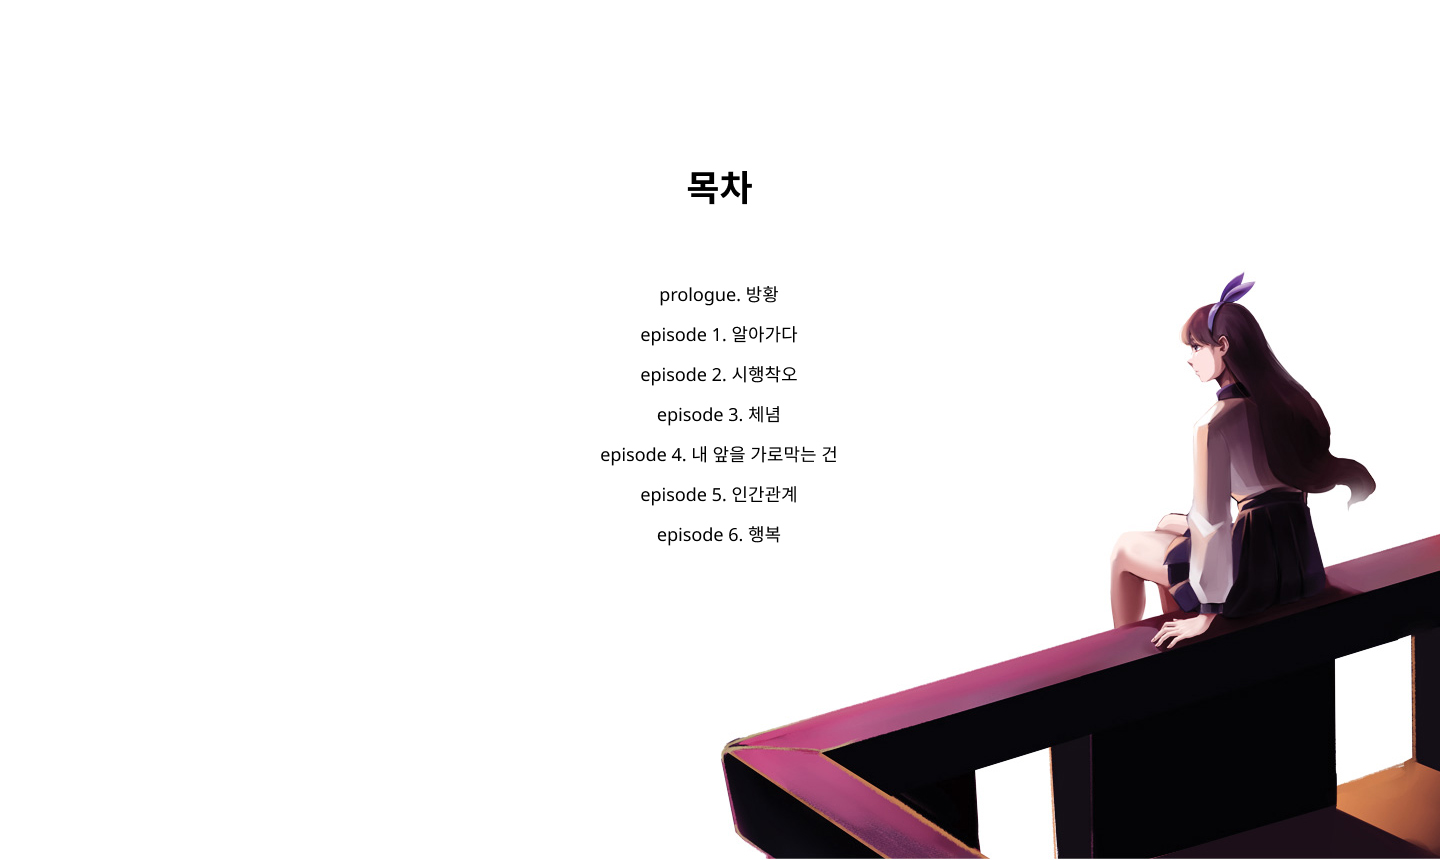 목차
prologue. 방황
episode 1. 알아가다
episode 2. 시행착오
episode 3. 체념
episode 4. 내 앞을 가로막는 건
episode 5. 인간관계
episode 6. 행복